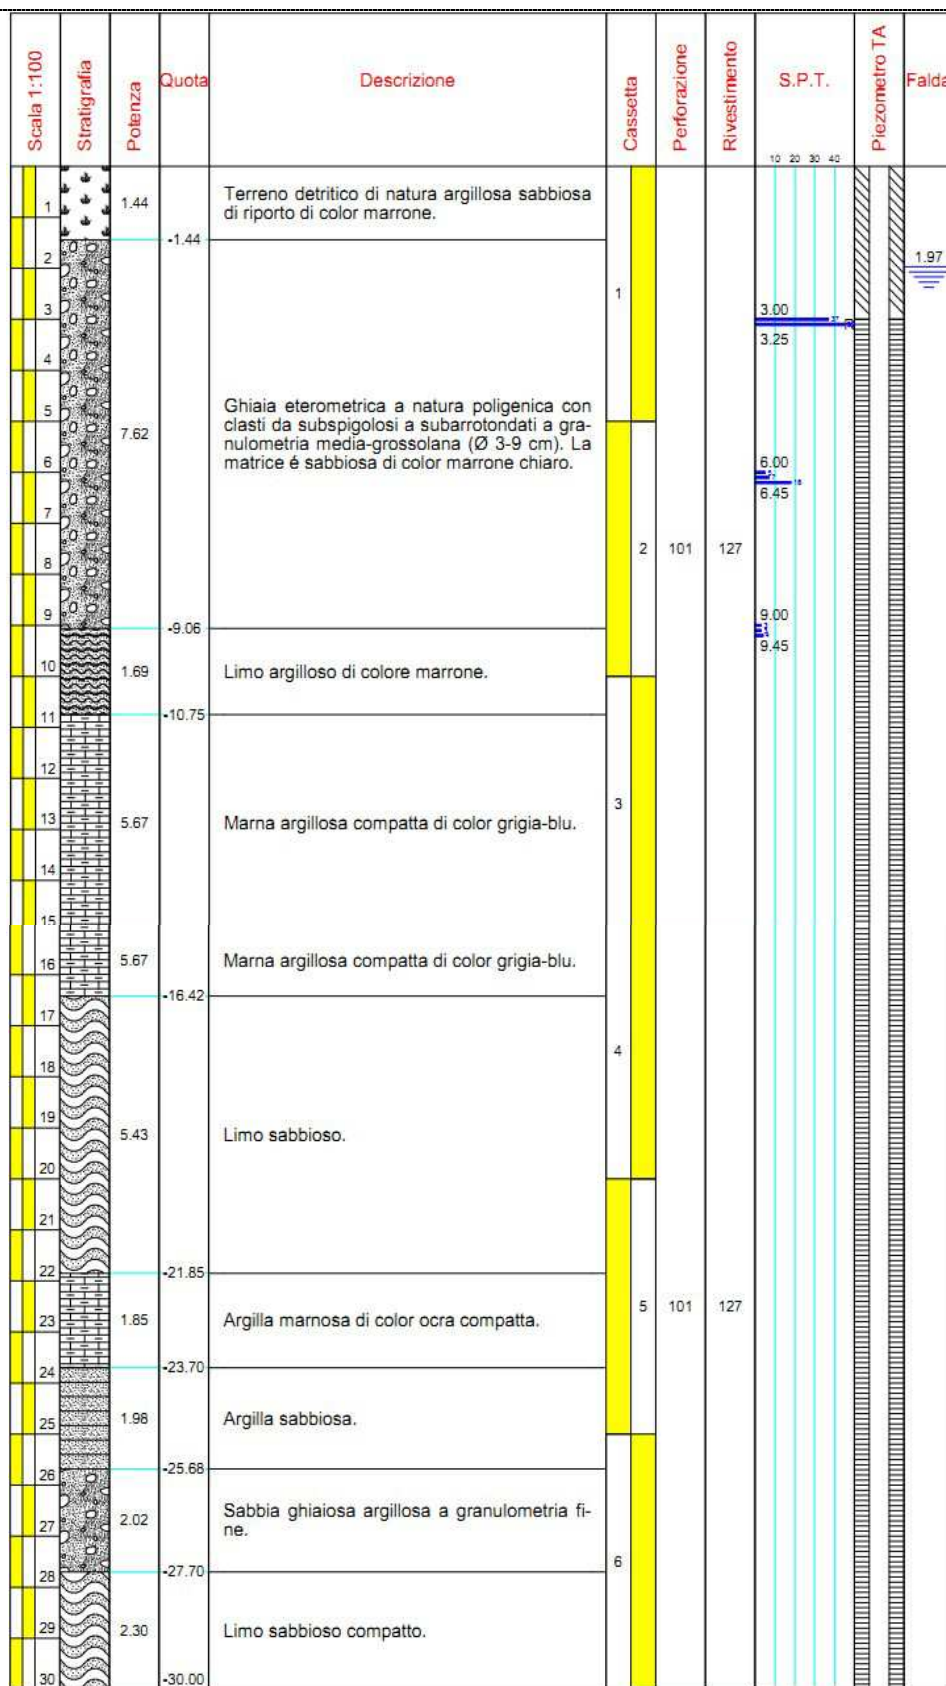 Scala 1:100
Stratigrafia
Potenza
Quota
Descrizione
Cassetta
Perforazione
Rivestimento
S.P.T.
10 20 30 40
Piezometro TA
Falda
1
1.44
Terreno detritico di natura argillosa sabbiosa
di riporto di color marrone.
-1.44
2
1.97
1
3
3.00
37
3.25
4
5
Ghiaia eterometrica a natura poligenica con
clasti da subspigolosi a subarrotondati a gra-
nulometria media-grossolana (Ø 3-9 cm). La
matrice é sabbiosa di color marrone chiaro.
7.62
6
6.00
18
6.45
7
8
2
101
127
9
9.00
-9.06
9.45
10
1.69
Limo argilloso di colore marrone.
-10.75
11
12
3
13
5.67
Marna argillosa compatta di color grigia-blu.
14
15
16
5.67
Marna argillosa compatta di color grigia-blu.
-16.42
17
4
18
19
5.43
Limo sabbioso.
20
21
22
-21.85
5
101
127
23
1.85
Argilla marnosa di color ocra compatta.
24
-23.70
25
1.98
Argilla sabbiosa.
26
-25.68
27
2.02
Sabbia ghiaiosa argillosa a granulometria fi-
ne.
6
28
-27.70
29
2.30
Limo sabbioso compatto.
30
-30.00